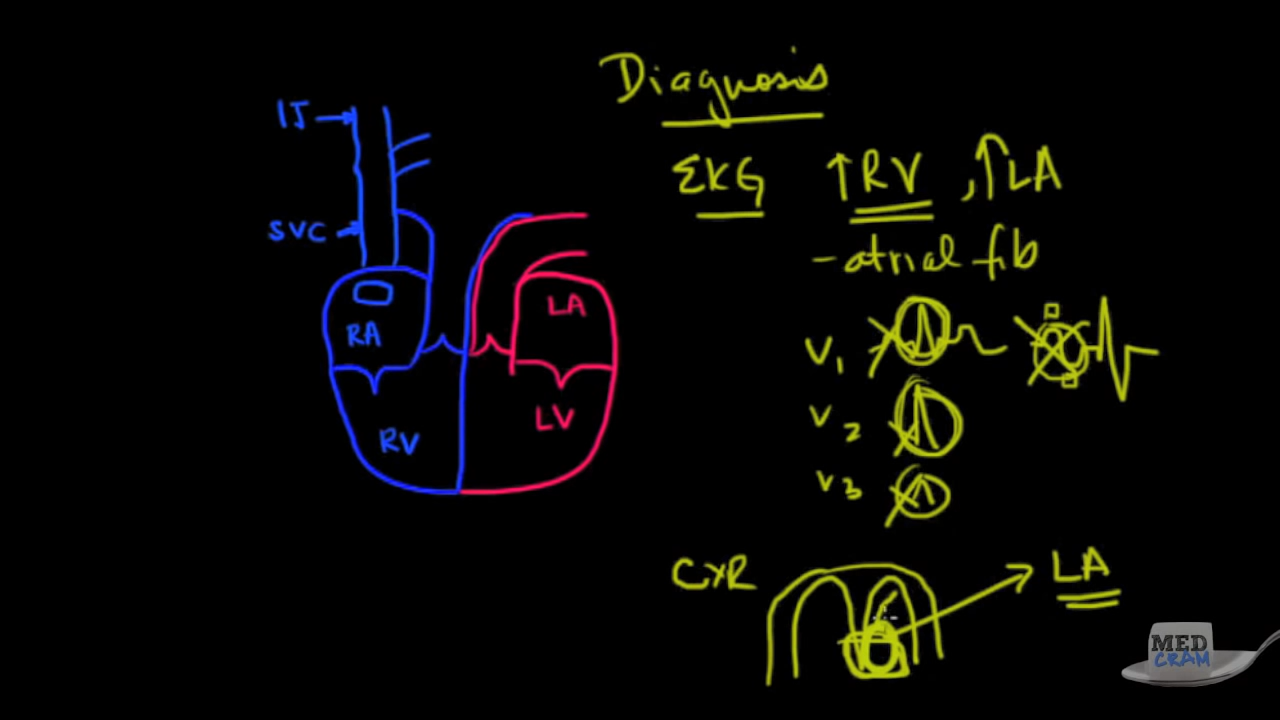 Diagnosis
IJ
EKG ↑RV, ↑LA
SVC
- atrial fib
LA
RA
V1
LV
V2
RV
V3
CXR
LA
MED
CRAM